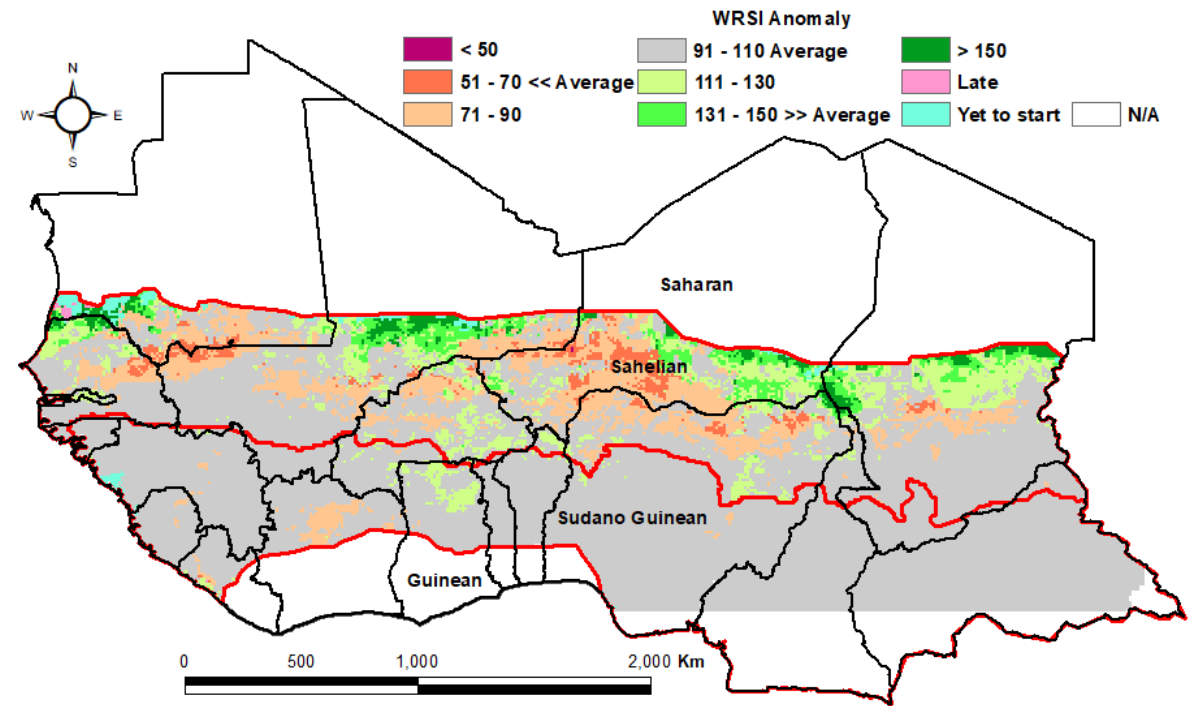 WRSI Anomaly
< 50
91 - 110 Average
> 150
51 - 70 << Average
111 - 130
Late
71 - 90
131 - 150 >> Average
Yet to start
N/A
N
W
E
S
Saharan
Sahelian
Sudano Guinean
Guinean
0 500 1,000 2,000 Km